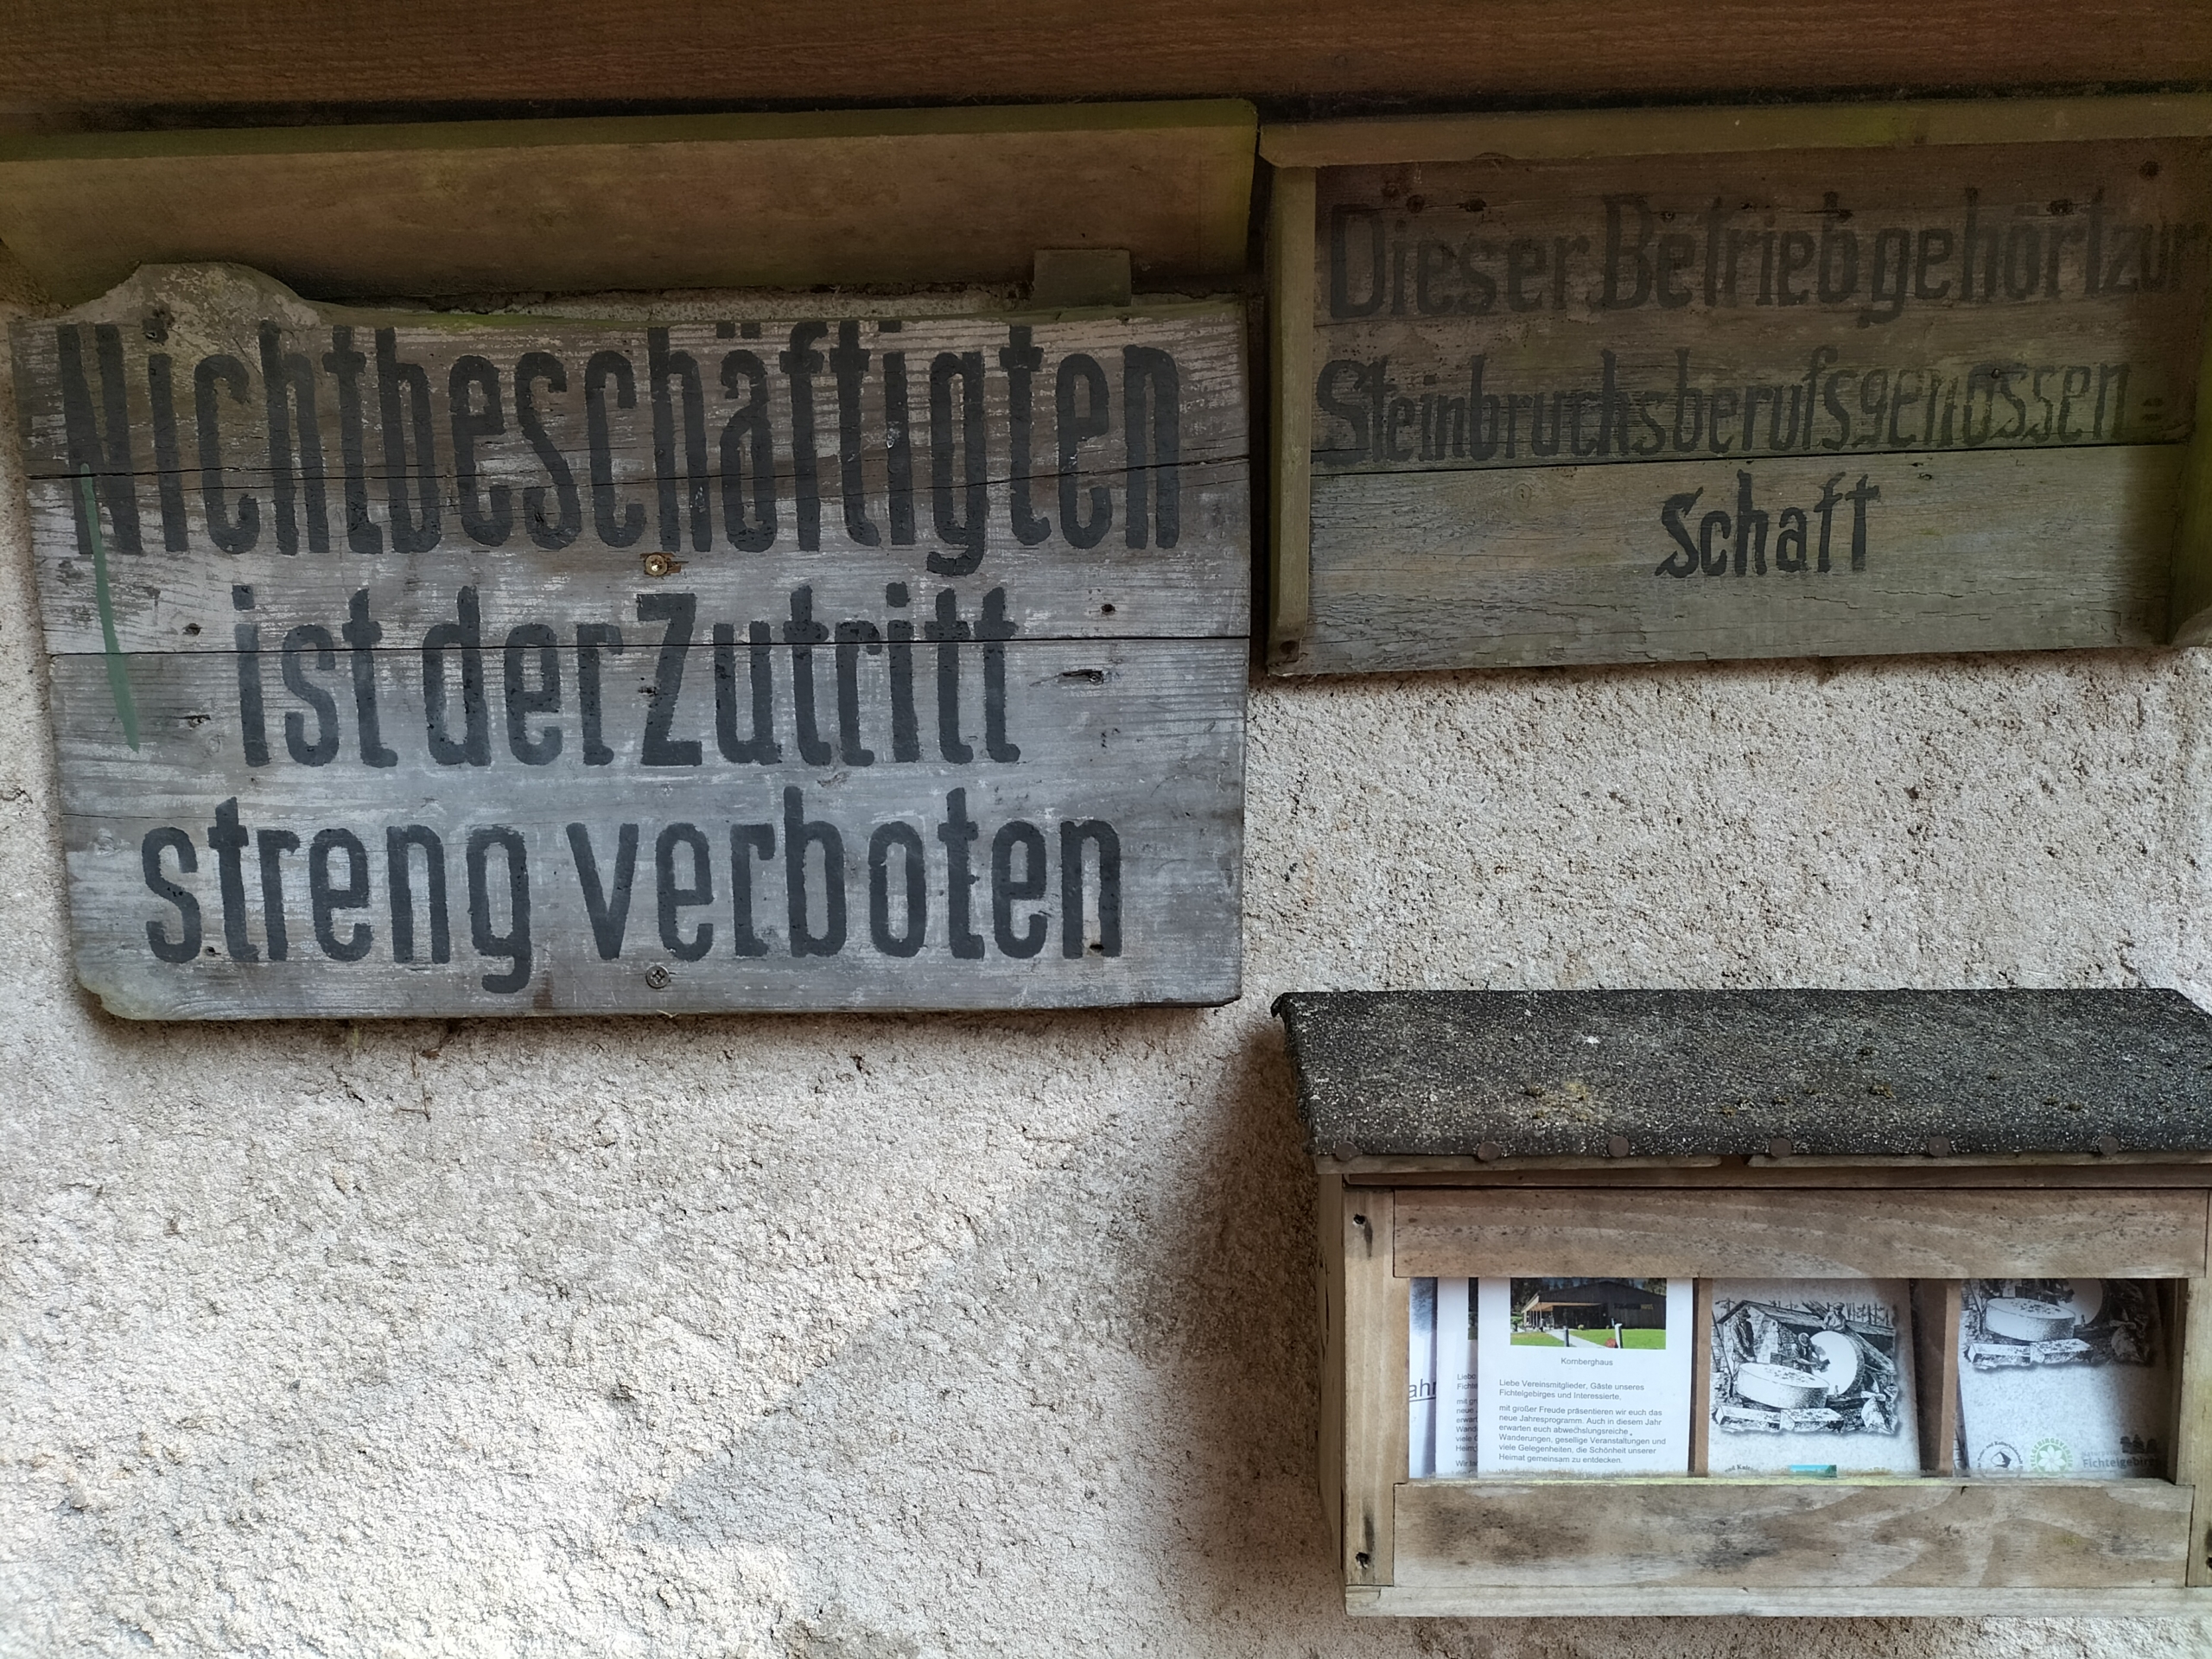 Nichtbeschäftigten
ist der Zutritt
streng verboten
Dieser Betrieb gehört zur
Steinbruchsberufsgenossen=
schaft
Kornberghaus
Liebe Vereinsmitglieder, Gäste unseres
Fichtelgebirges und Interessierte,
mit großer Freude präsentieren wir euch das
neue Jahresprogramm. Auch in diesem Jahr
erwarten euch abwechslungsreiche
Wanderungen, gesellige Veranstaltungen und
viele Gelegenheiten, die Schönheit unserer
Heimat gemeinsam zu entdecken.